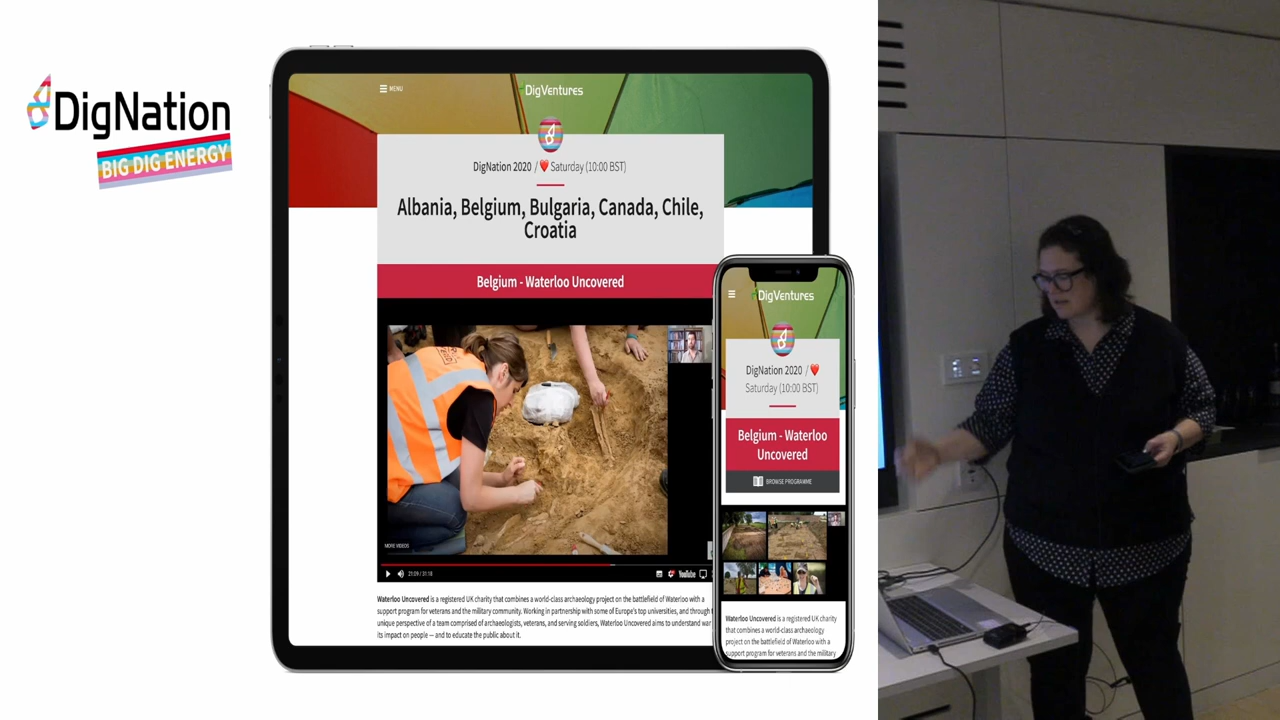 DigNation
BIG DIG ENERGY
MENU
DigVentures
DigNation 2020 / ❤ Saturday (10:00 BST)
Albania, Belgium, Bulgaria, Canada, Chile,
Croatia
Belgium - Waterloo Uncovered
MORE VIDEOS
21:09 / 31:18
YouTube
Waterloo Uncovered is a registered UK charity that combines a world-class archaeology project on the battlefield of Waterloo with a
support program for veterans and the military community. Working in partnership with some of Europe's top universities, and through t
unique perspective of a team comprised of archaeologists, veterans, and serving soldiers, Waterloo Uncovered aims to understand war
its impact on people — and to educate the public about it.
DigVentures
DigNation 2020 / ❤
Saturday (10:00 BST)
Belgium - Waterloo
Uncovered
BROWSE PROGRAMME
Waterloo Uncovered is a registered UK charity
that combines a world-class archaeology
project on the battlefield of Waterloo with a
support program for veterans and the military